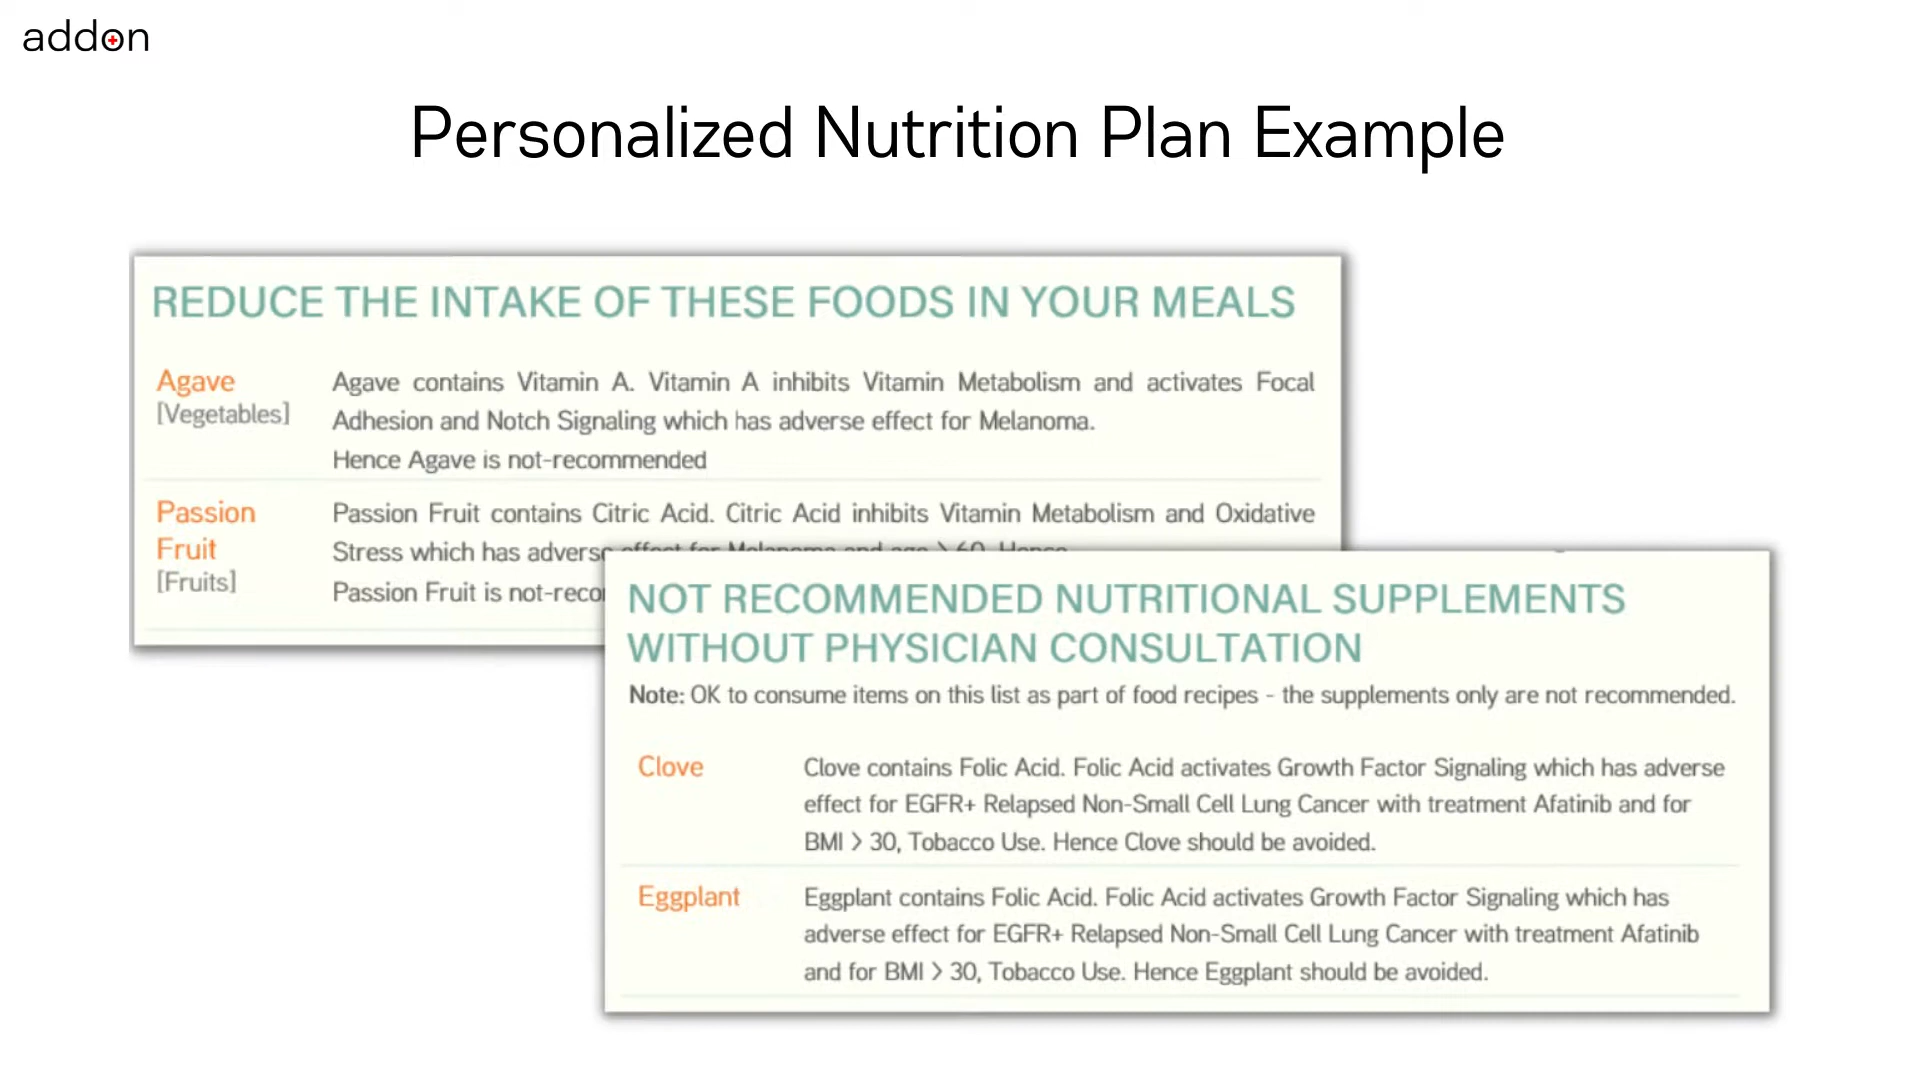 addon
Personalized Nutrition Plan Example
REDUCE THE INTAKE OF THESE FOODS IN YOUR MEALS
Agave
[Vegetables]
Agave contains Vitamin A. Vitamin A inhibits Vitamin Metabolism and activates Focal
Adhesion and Notch Signaling which has adverse effect for Melanoma.
Hence Agave is not-recommended
Passion
Fruit
[Fruits]
Passion Fruit contains Citric Acid. Citric Acid inhibits Vitamin Metabolism and Oxidative
Stress which has adverse effect for Melanoma and age > 60. Hence
Passion Fruit is not-recom
NOT RECOMMENDED NUTRITIONAL SUPPLEMENTS
WITHOUT PHYSICIAN CONSULTATION
Note: OK to consume items on this list as part of food recipes - the supplements only are not recommended.
Clove
Clove contains Folic Acid. Folic Acid activates Growth Factor Signaling which has adverse
effect for EGFR+ Relapsed Non-Small Cell Lung Cancer with treatment Afatinib and for
BMI > 30, Tobacco Use. Hence Clove should be avoided.
Eggplant
Eggplant contains Folic Acid. Folic Acid activates Growth Factor Signaling which has
adverse effect for EGFR+ Relapsed Non-Small Cell Lung Cancer with treatment Afatinib
and for BMI > 30, Tobacco Use. Hence Eggplant should be avoided.